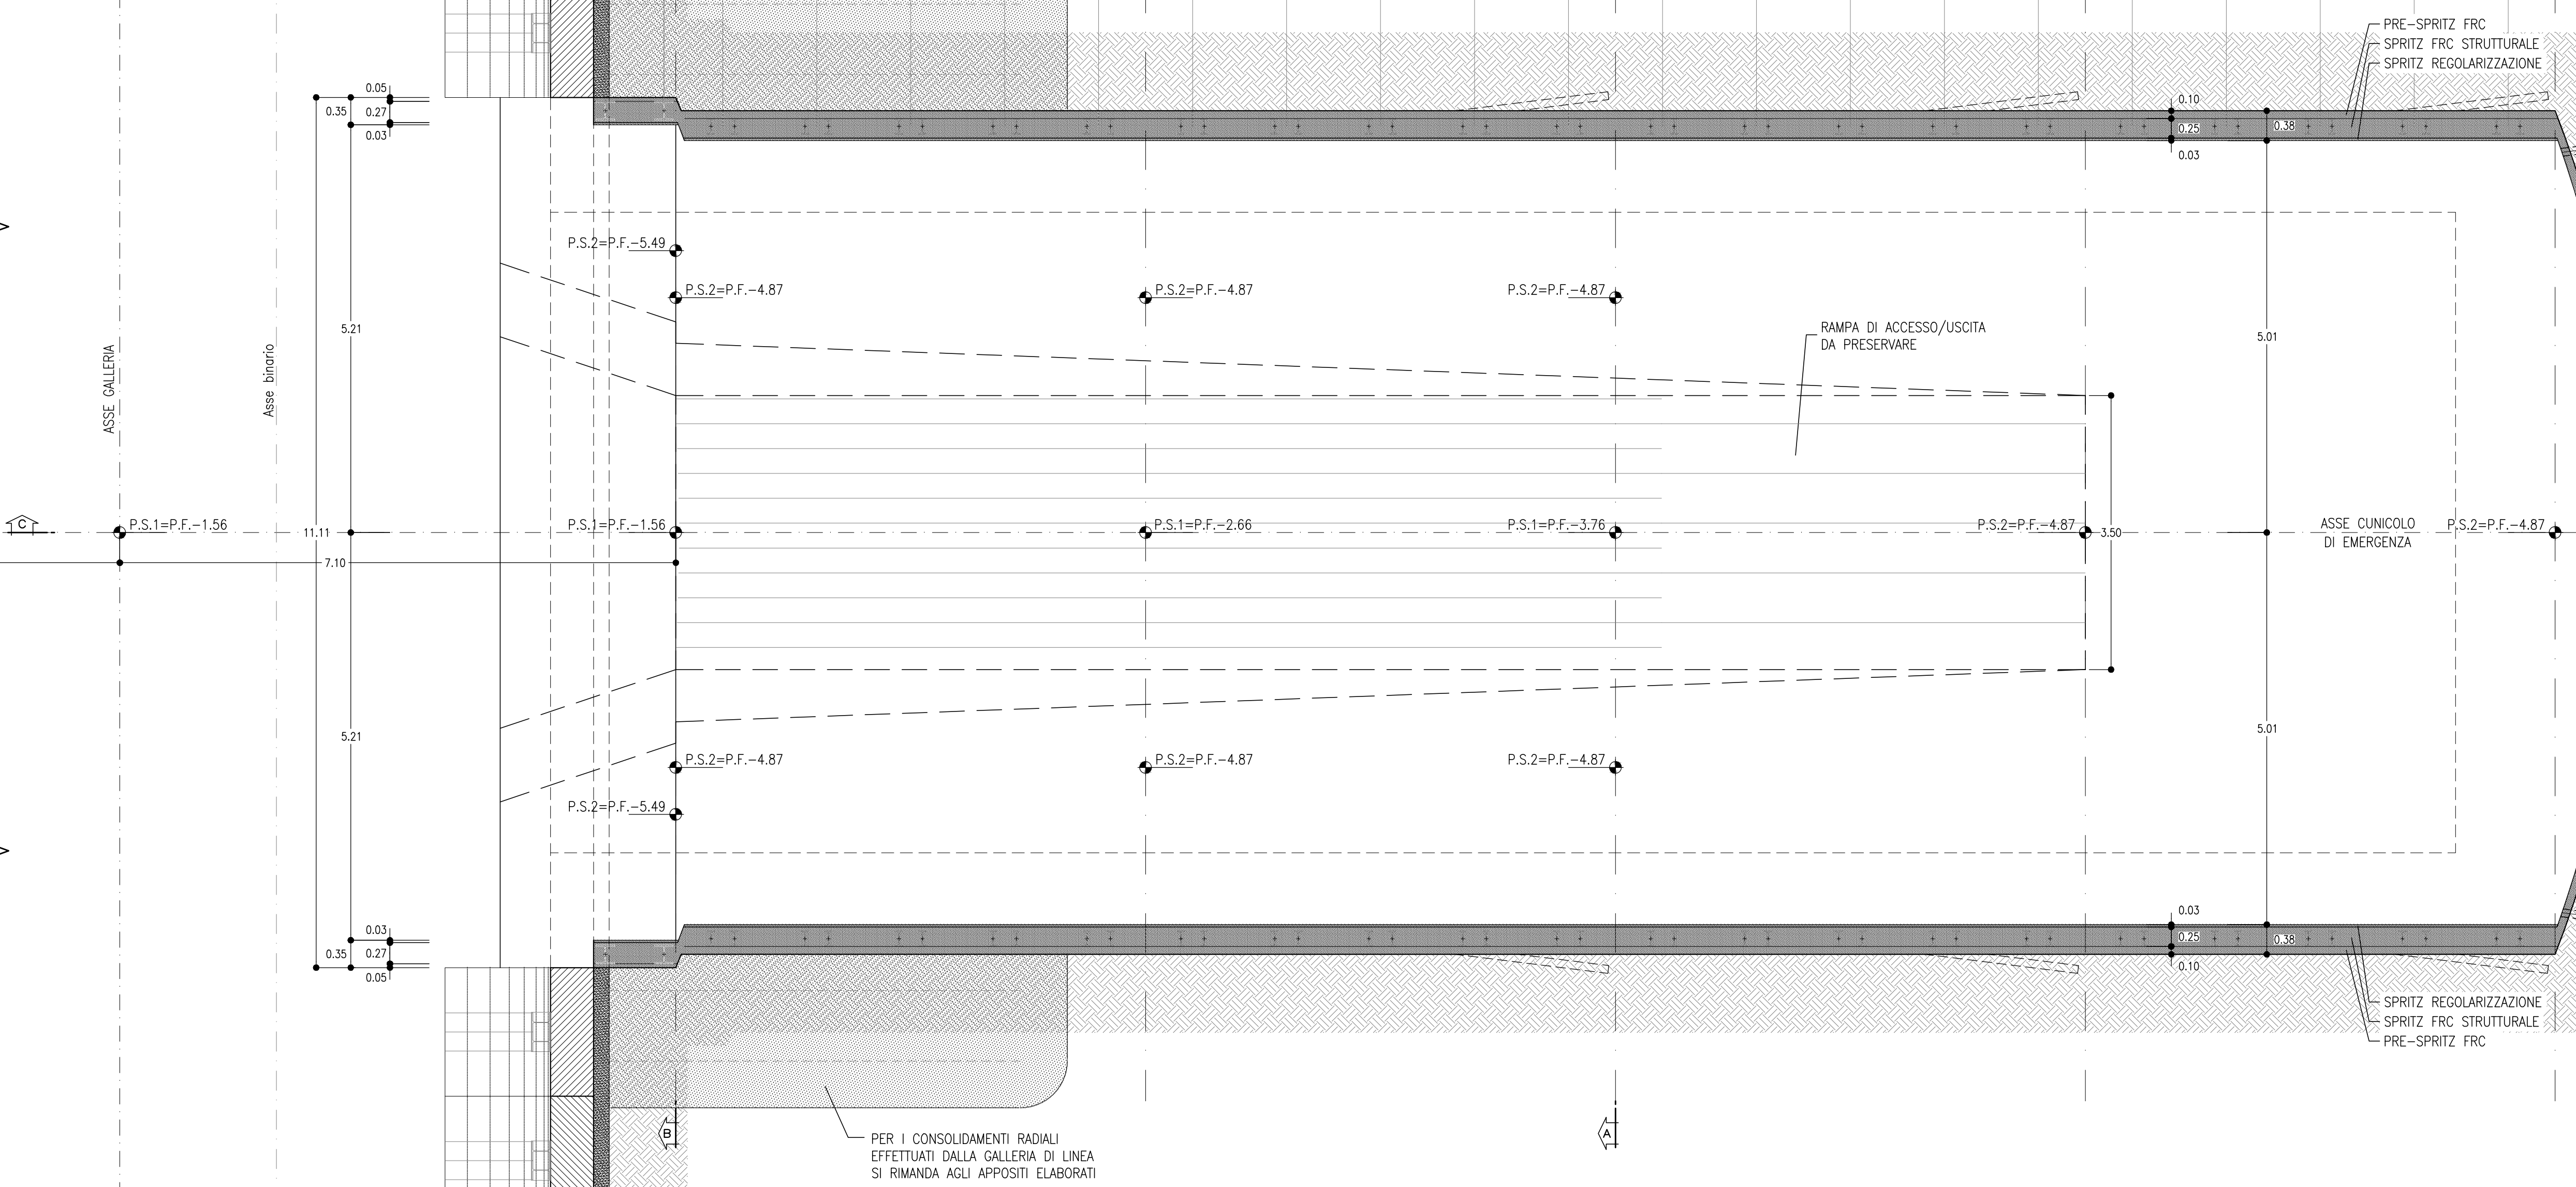 PRE-SPRITZ FRC
SPRITZ FRC STRUTTURALE
SPRITZ REGOLARIZZAZIONE
0.05
0.35
0.27
0.03
0.10
0.25
0.38
0.03
P.S.2=P.F.-5.49
P.S.2=P.F.-4.87
P.S.2=P.F.-4.87
P.S.2=P.F.-4.87
5.21
RAMPA DI ACCESSO/USCITA
DA PRESERVARE
5.01
ASSE GALLERIA
Asse binario
C
P.S.1=P.F.-1.56
11.11
P.S.1=P.F.-1.56
P.S.1=P.F.-2.66
P.S.1=P.F.-3.76
P.S.2=P.F.-4.87
3.50
ASSE CUNICOLO
DI EMERGENZA
P.S.2=P.F.-4.87
7.10
5.21
5.01
P.S.2=P.F.-4.87
P.S.2=P.F.-4.87
P.S.2=P.F.-4.87
P.S.2=P.F.-5.49
0.03
0.35
0.27
0.05
0.03
0.25
0.38
0.10
SPRITZ REGOLARIZZAZIONE
SPRITZ FRC STRUTTURALE
PRE-SPRITZ FRC
B
A
PER I CONSOLIDAMENTI RADIALI
EFFETTUATI DALLA GALLERIA DI LINEA
SI RIMANDA AGLI APPOSITI ELABORATI